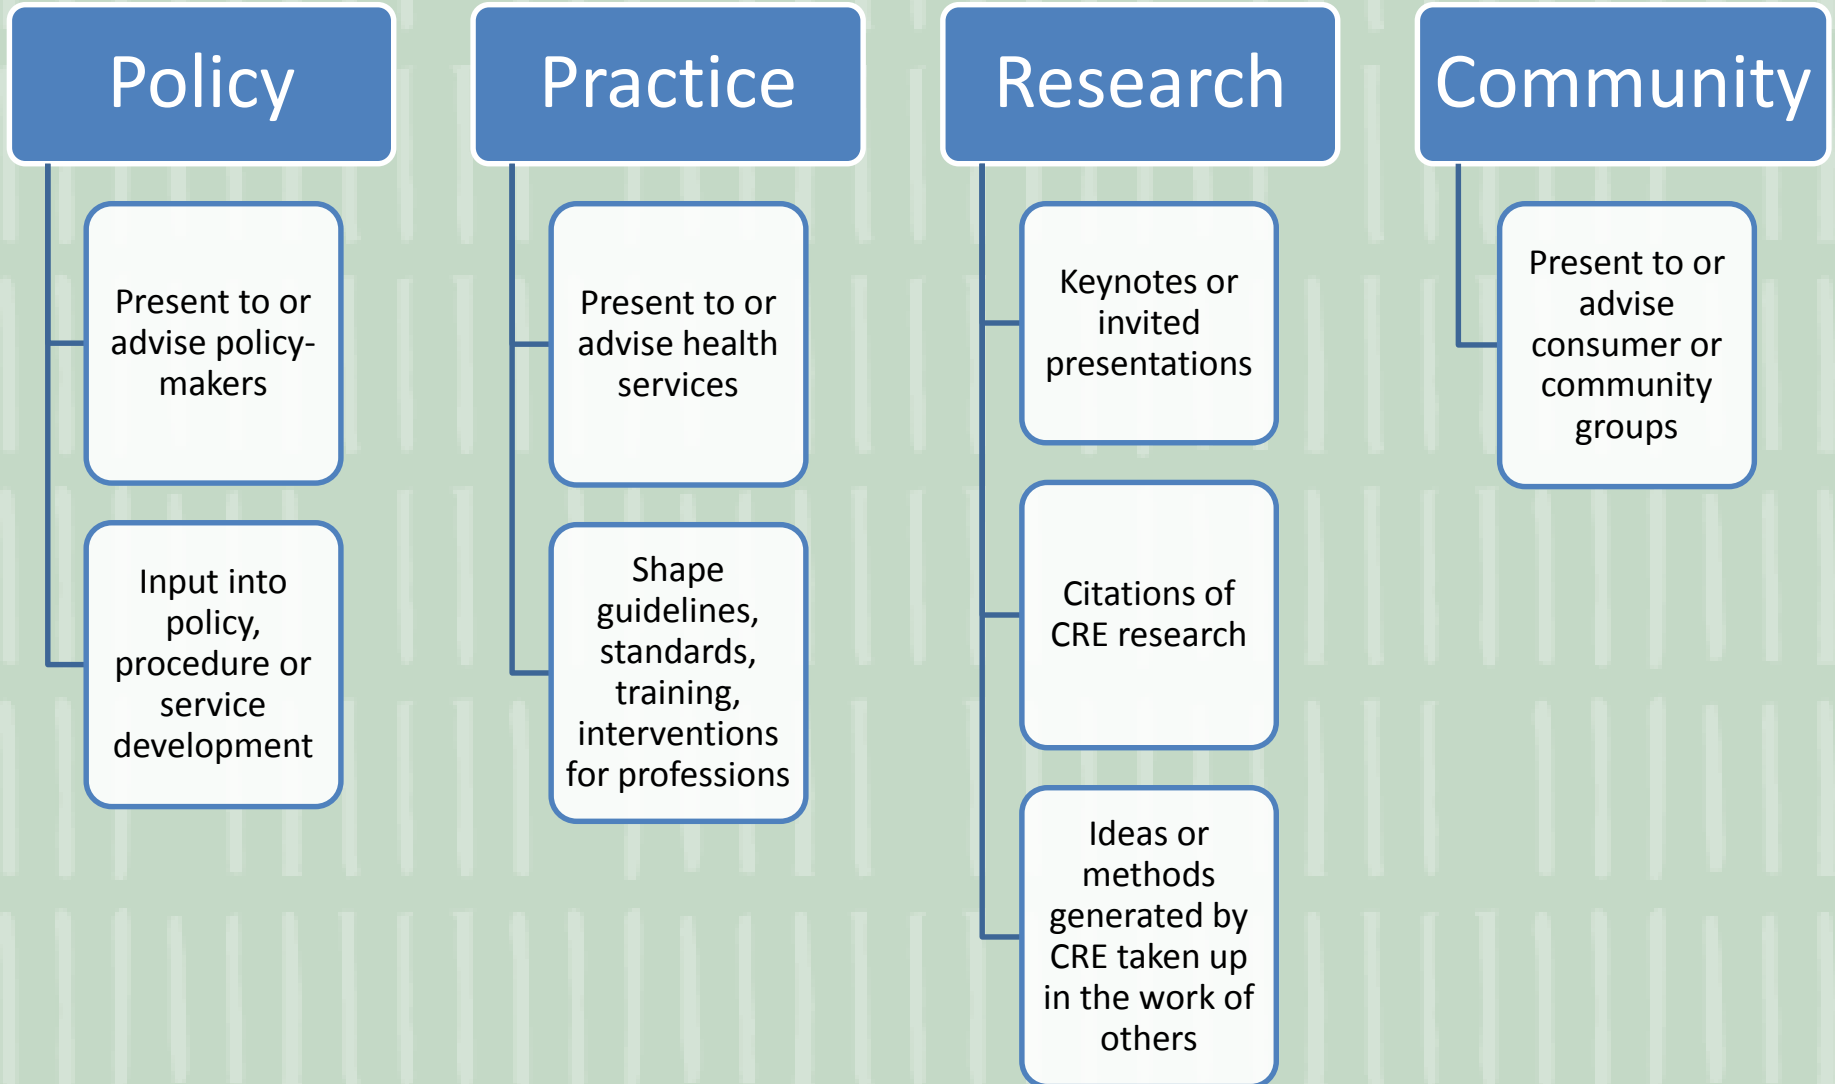 Policy
Present to or
advise policy-
makers
Input into
policy,
procedure or
service
development
Practice
Present to or
advise health
services
Shape
guidelines,
standards,
training,
interventions
for professions
Research
Keynotes or
invited
presentations
Citations of
CRE research
Ideas or
methods
generated by
CRE taken up
in the work of
others
Community
Present to or
advise
consumer or
community
groups